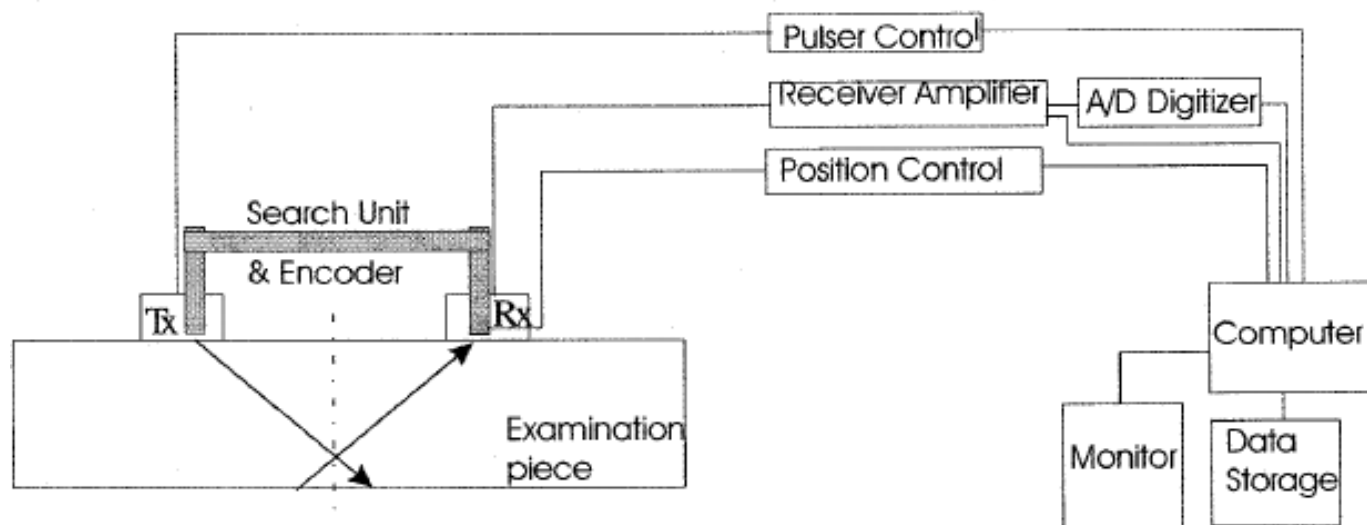 Pulser Control
Receiver Amplifier
A/D Digitizer
Position Control
Search Unit
& Encoder
Tx
Rx
Computer
Examination
piece
Monitor
Data
Storage